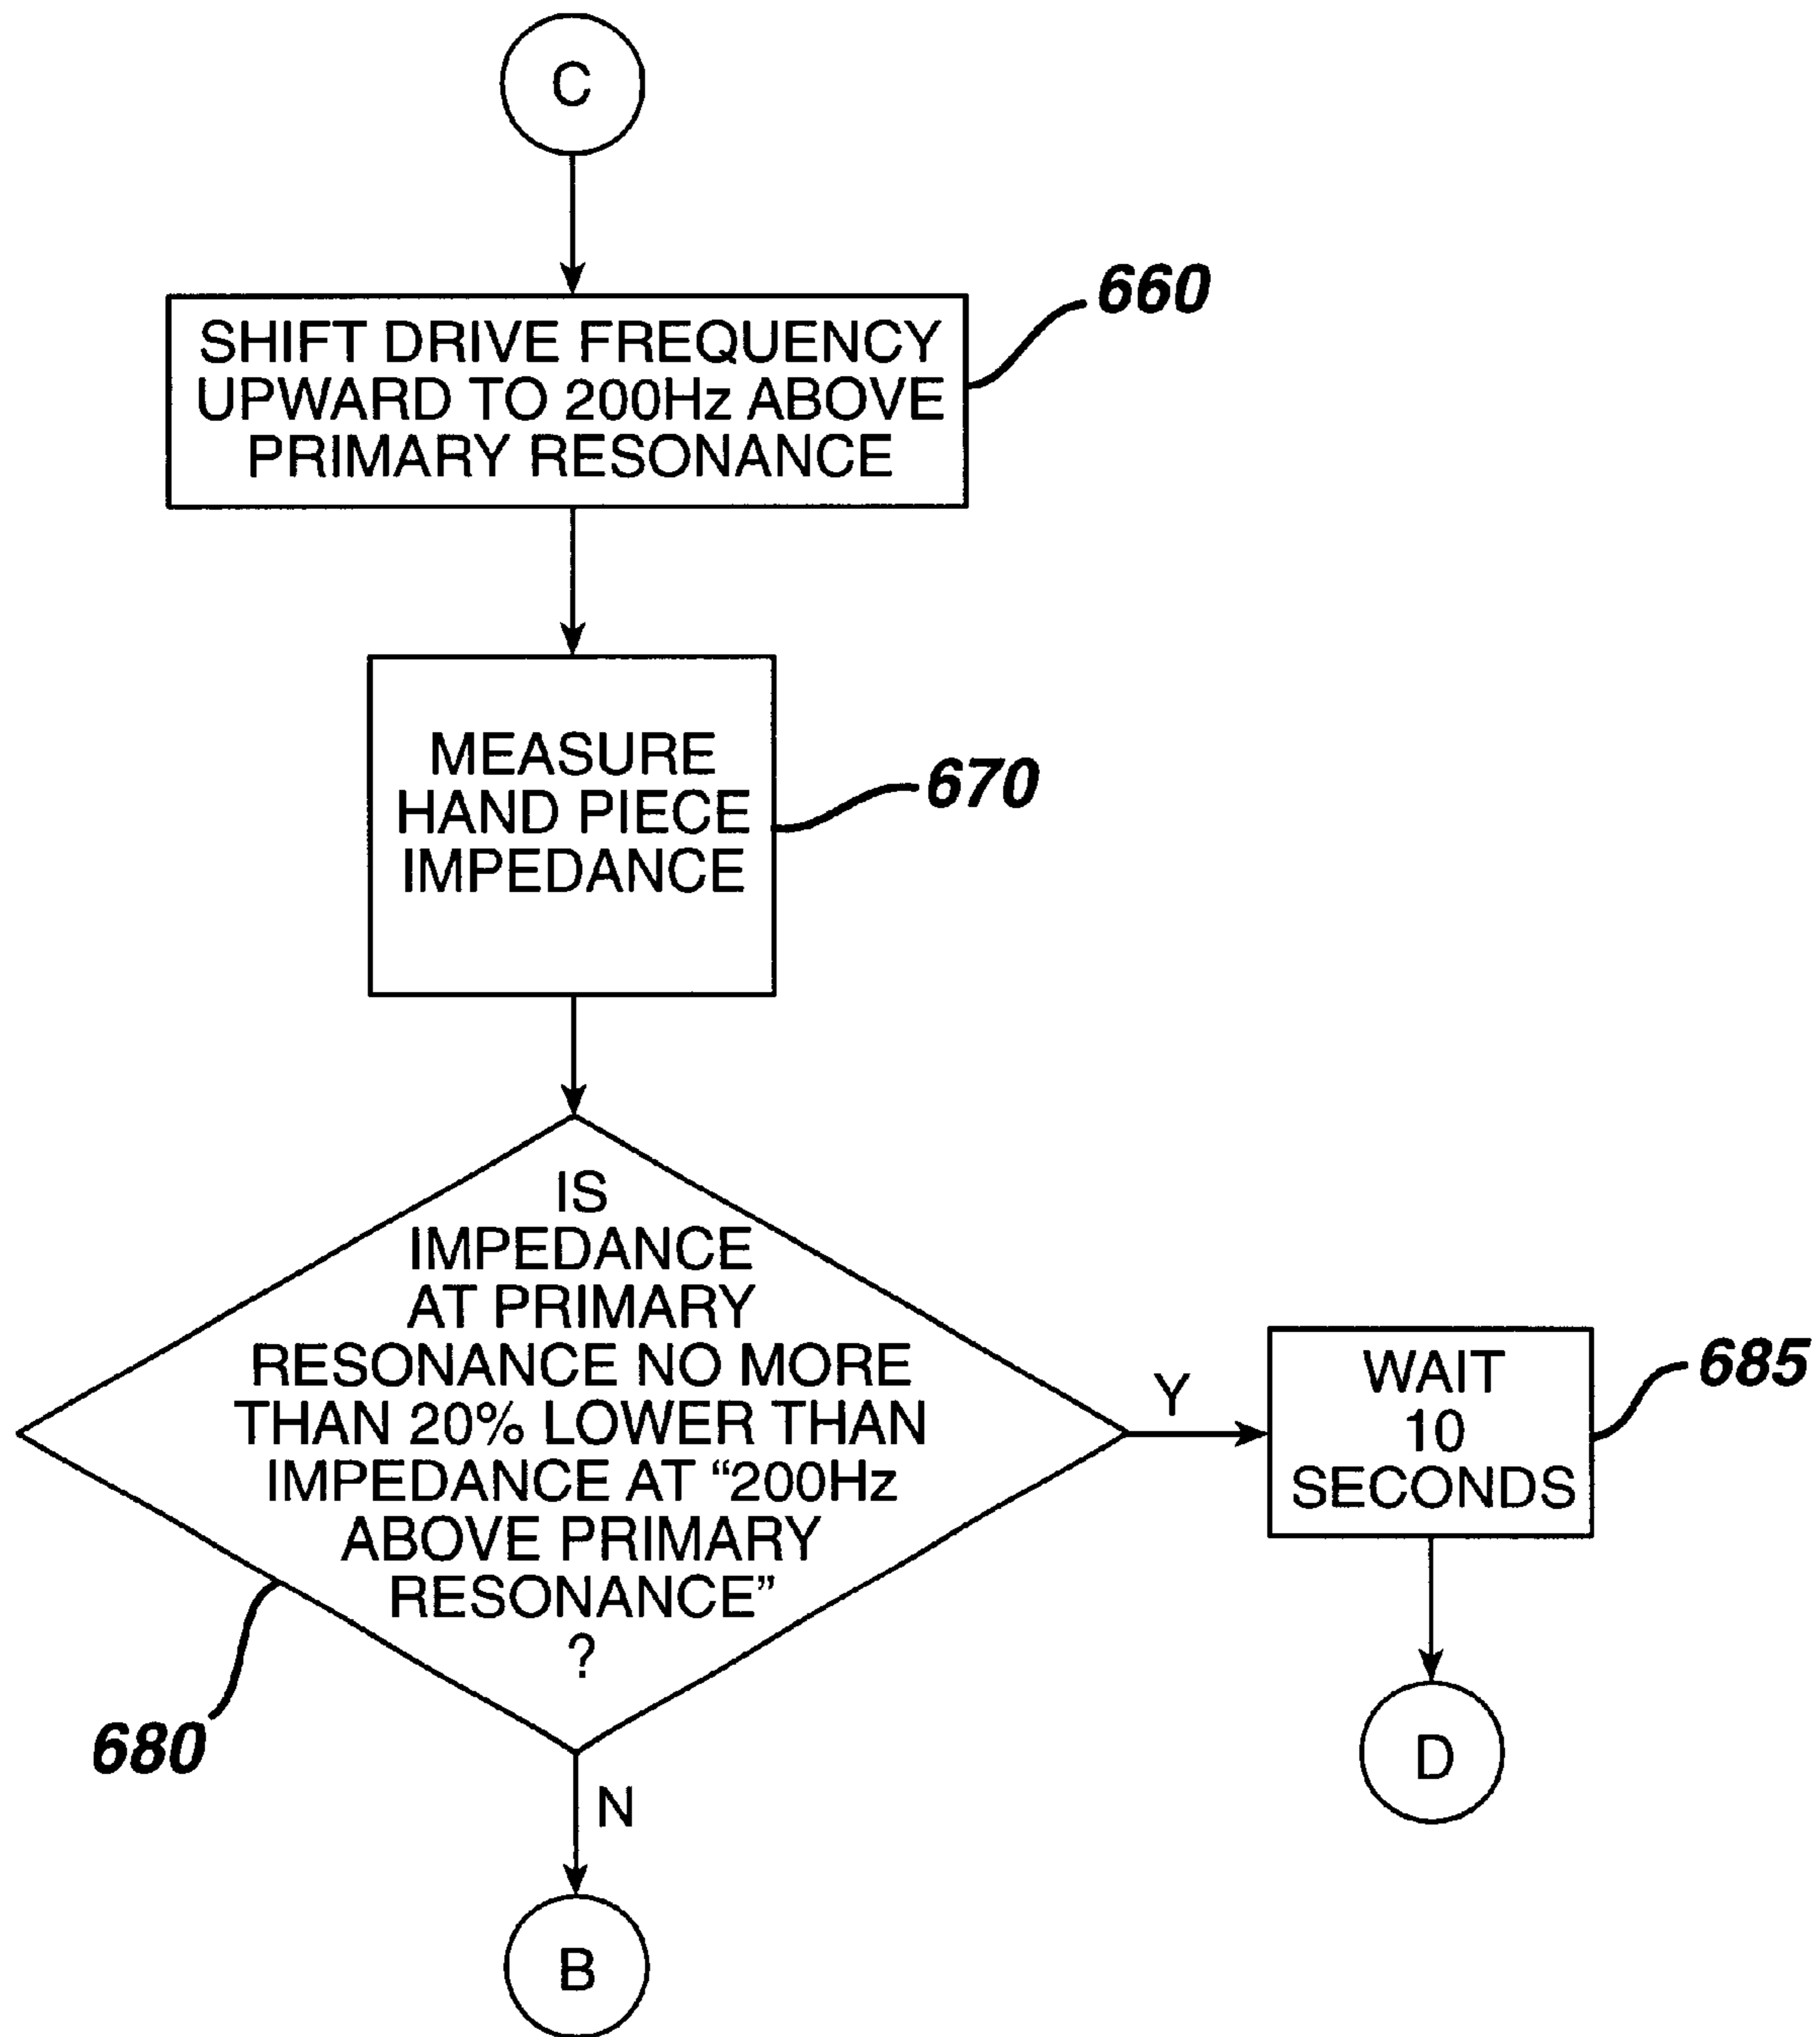 C
SHIFT DRIVE FREQUENCY
UPWARD TO 200Hz ABOVE
PRIMARY RESONANCE
660
MEASURE
HAND PIECE
IMPEDANCE
670
IS
IMPEDANCE
AT PRIMARY
RESONANCE NO MORE
THAN 20% LOWER THAN
IMPEDANCE AT “200Hz
ABOVE PRIMARY
RESONANCE”
?
680
Y
WAIT
10
SECONDS
685
D
N
B